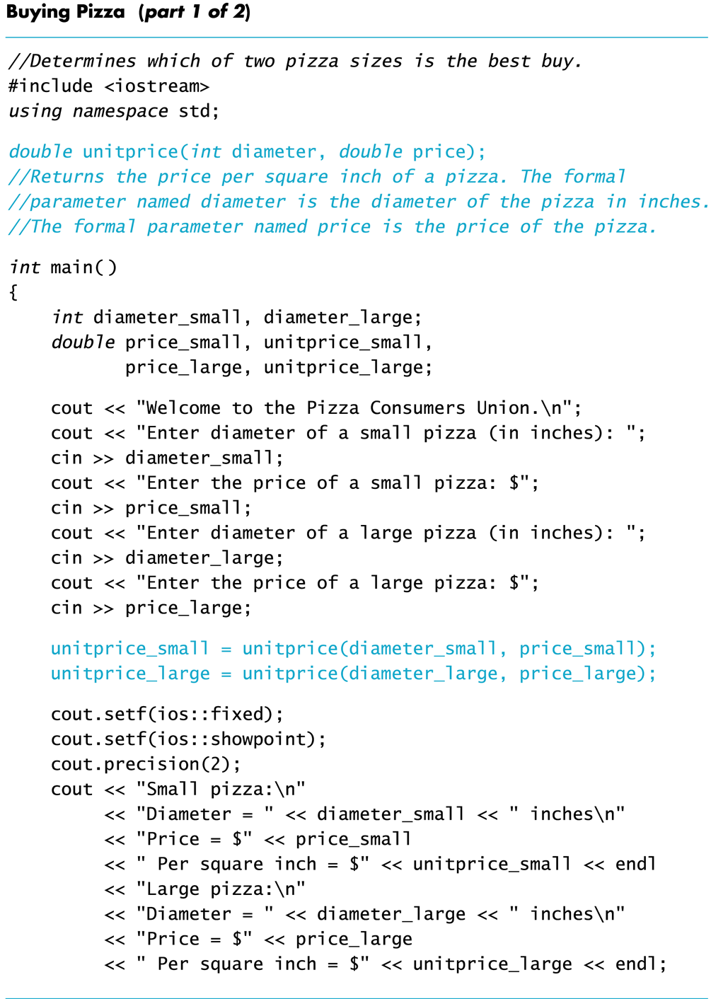 Buying Pizza (part 1 of 2)
//Determines which of two pizza sizes is the best buy.
#include <iostream>
using namespace std;
double unitprice(int diameter, double price);
//Returns the price per square inch of a pizza. The formal
//parameter named diameter is the diameter of the pizza in inches.
//The formal parameter named price is the price of the pizza.
int main( )
{
    int diameter_small, diameter_large;
    double price_small, unitprice_small,
           price_large, unitprice_large;
    cout << "Welcome to the Pizza Consumers Union.\n";
    cout << "Enter diameter of a small pizza (in inches): ";
    cin >> diameter_small;
    cout << "Enter the price of a small pizza: $";
    cin >> price_small;
    cout << "Enter diameter of a large pizza (in inches): ";
    cin >> diameter_large;
    cout << "Enter the price of a large pizza: $";
    cin >> price_large;
    unitprice_small = unitprice(diameter_small, price_small);
    unitprice_large = unitprice(diameter_large, price_large);
    cout.setf(ios::fixed);
    cout.setf(ios::showpoint);
    cout.precision(2);
    cout << "Small pizza:\n"
         << "Diameter = " << diameter_small << " inches\n"
         << "Price = $" << price_small
         << " Per square inch = $" << unitprice_small << endl
         << "Large pizza:\n"
         << "Diameter = " << diameter_large << " inches\n"
         << "Price = $" << price_large
         << " Per square inch = $" << unitprice_large << endl;